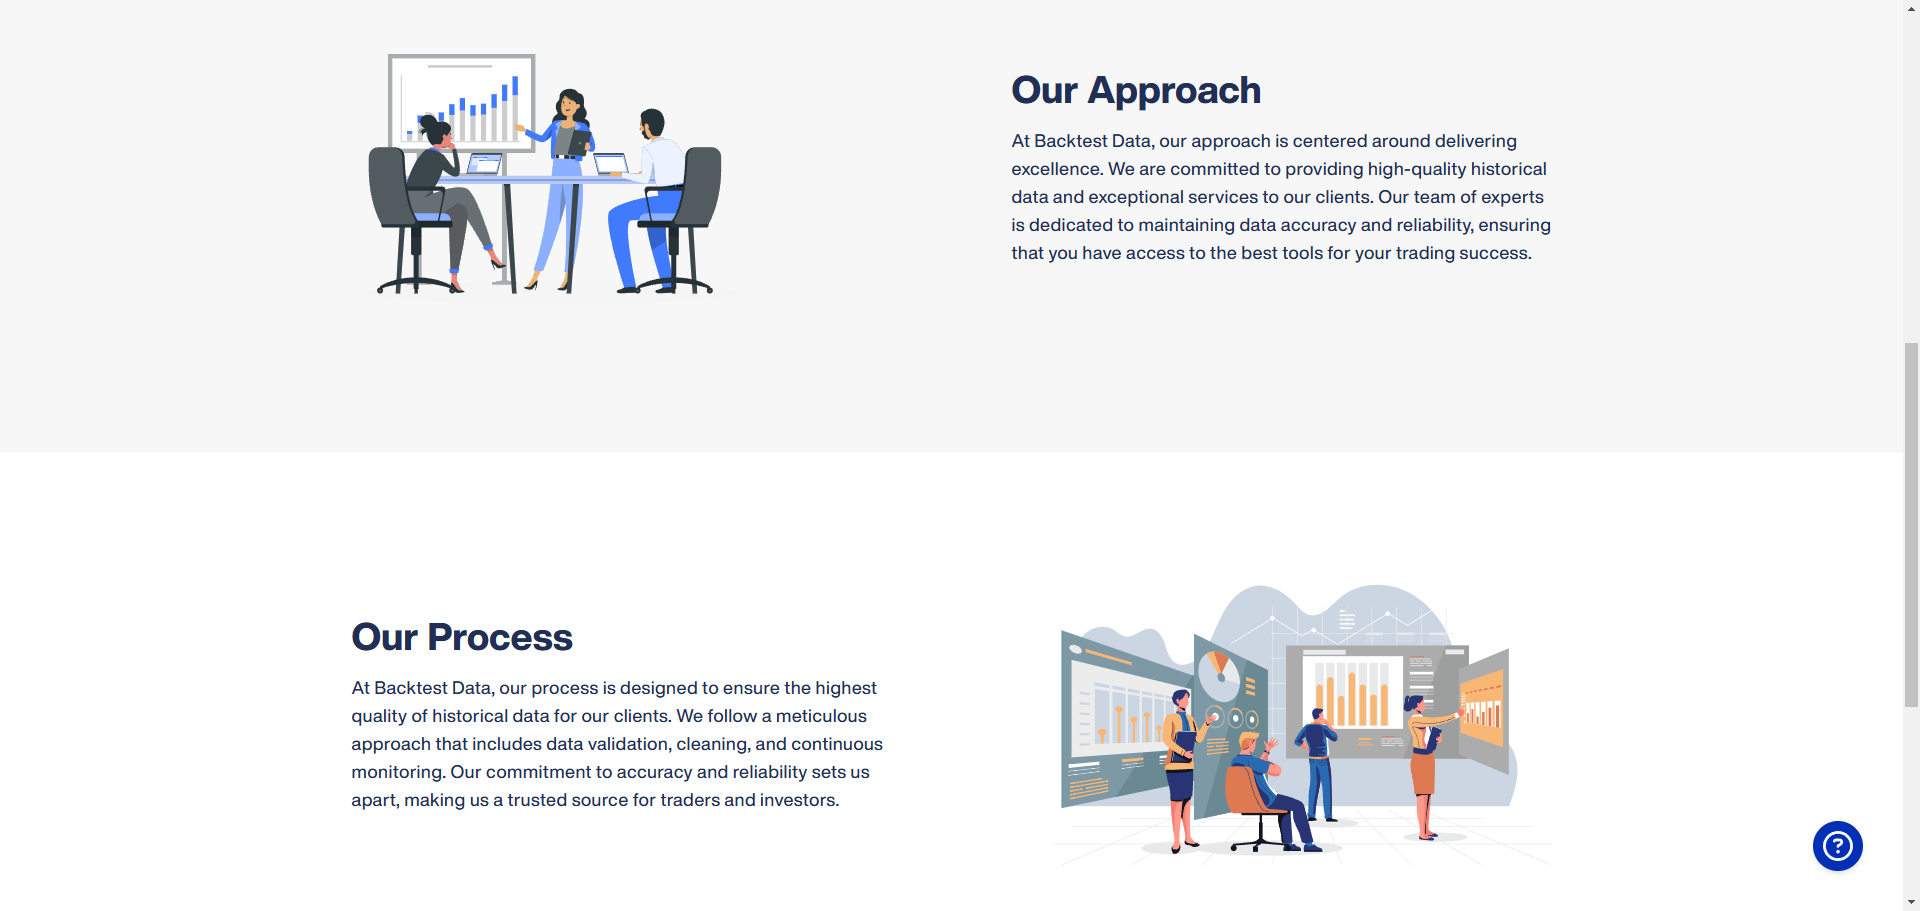 Our Approach
At Backtest Data, our approach is centered around delivering
excellence. We are committed to providing high-quality historical
data and exceptional services to our clients. Our team of experts
is dedicated to maintaining data accuracy and reliability, ensuring
that you have access to the best tools for your trading success.
Our Process
At Backtest Data, our process is designed to ensure the highest
quality of historical data for our clients. We follow a meticulous
approach that includes data validation, cleaning, and continuous
monitoring. Our commitment to accuracy and reliability sets us
apart, making us a trusted source for traders and investors.
?